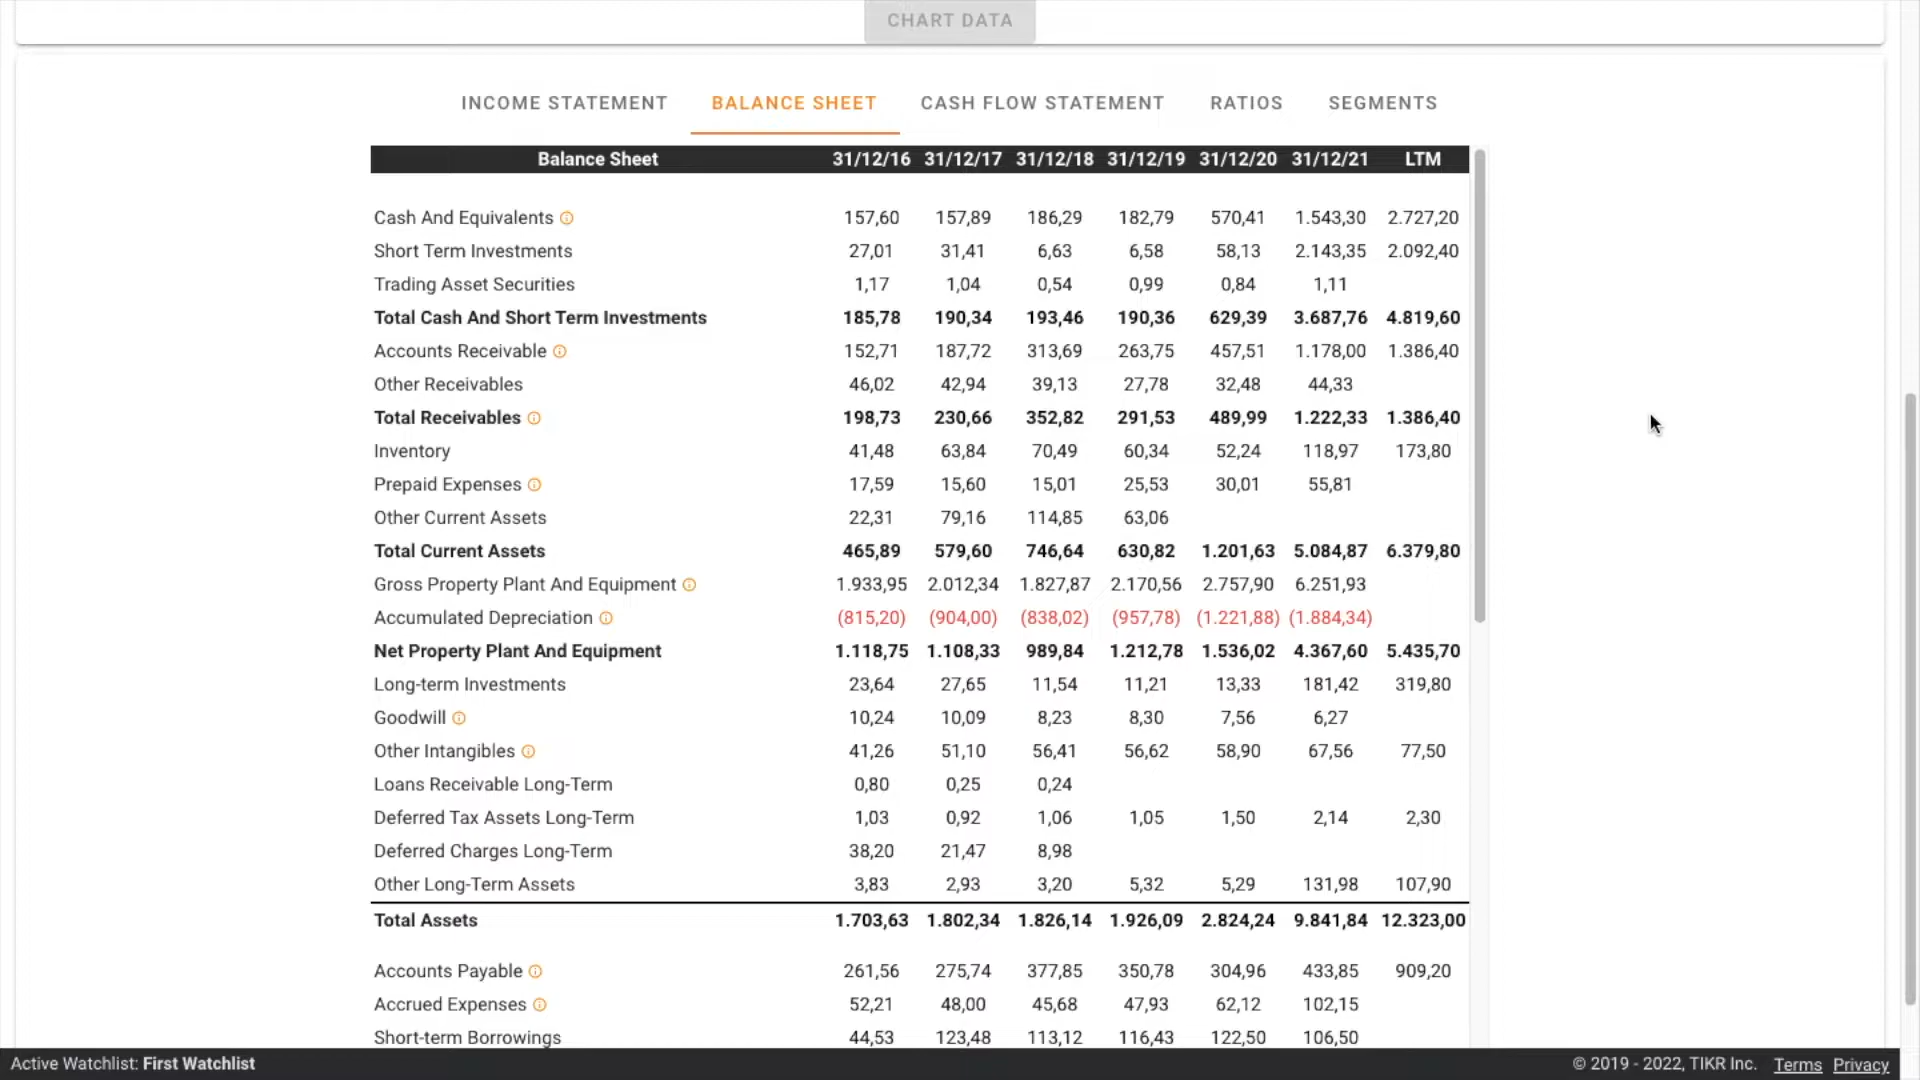 CHART DATA
INCOME STATEMENT BALANCE SHEET CASH FLOW STATEMENT RATIOS SEGMENTS
Balance Sheet 31/12/16 31/12/17 31/12/18 31/12/19 31/12/20 31/12/21 LTM
Cash And Equivalents 157,60 157,89 186,29 182,79 570,41 1.543,30 2.727,20
Short Term Investments 27,01 31,41 6,63 6,58 58,13 2.143,35 2.092,40
Trading Asset Securities 1,17 1,04 0,54 0,99 0,84 1,11
Total Cash And Short Term Investments 185,78 190,34 193,46 190,36 629,39 3.687,76 4.819,60
Accounts Receivable 152,71 187,72 313,69 263,75 457,51 1.178,00 1.386,40
Other Receivables 46,02 42,94 39,13 27,78 32,48 44,33
Total Receivables 198,73 230,66 352,82 291,53 489,99 1.222,33 1.386,40
Inventory 41,48 63,84 70,49 60,34 52,24 118,97 173,80
Prepaid Expenses 17,59 15,60 15,01 25,53 30,01 55,81
Other Current Assets 22,31 79,16 114,85 63,06
Total Current Assets 465,89 579,60 746,64 630,82 1.201,63 5.084,87 6.379,80
Gross Property Plant And Equipment 1.933,95 2.012,34 1.827,87 2.170,56 2.757,90 6.251,93
Accumulated Depreciation (815,20) (904,00) (838,02) (957,78) (1.221,88) (1.884,34)
Net Property Plant And Equipment 1.118,75 1.108,33 989,84 1.212,78 1.536,02 4.367,60 5.435,70
Long-term Investments 23,64 27,65 11,54 11,21 13,33 181,42 319,80
Goodwill 10,24 10,09 8,23 8,30 7,56 6,27
Other Intangibles 41,26 51,10 56,41 56,62 58,90 67,56 77,50
Loans Receivable Long-Term 0,80 0,25 0,24
Deferred Tax Assets Long-Term 1,03 0,92 1,06 1,05 1,50 2,14 2,30
Deferred Charges Long-Term 38,20 21,47 8,98
Other Long-Term Assets 3,83 2,93 3,20 5,32 5,29 131,98 107,90
Total Assets 1.703,63 1.802,34 1.826,14 1.926,09 2.824,24 9.841,84 12.323,00
Accounts Payable 261,56 275,74 377,85 350,78 304,96 433,85 909,20
Accrued Expenses 52,21 48,00 45,68 47,93 62,12 102,15
Short-term Borrowings 44,53 123,48 113,12 116,43 122,50 106,50
Active Watchlist: First Watchlist © 2019 - 2022, TIKR Inc. Terms Privacy